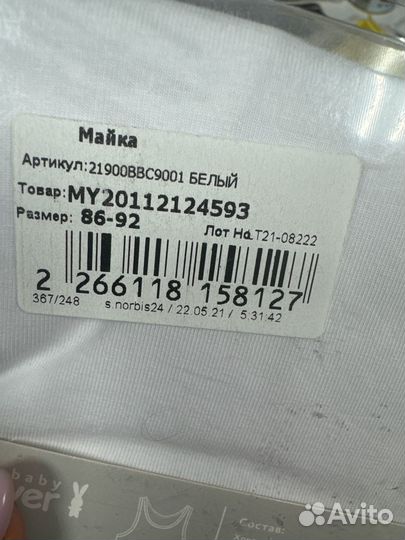 Майка
Артикул:21900BBC9001 БЕЛЫЙ
Товар:MY20112124593
Размер: 86-92
Лот Но T21-08222
2 266118 158127
367/248 s.norbis24 / 22.05.21 / 5:31:42
baby
Состав:
Avito